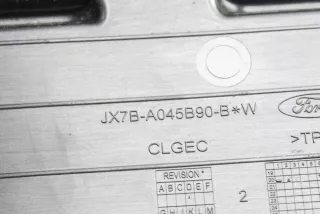 JX7B-A045B90-B*W
Ford
CLGEC
>TP
REVISION*
A B C D E F
G H I J K L M
2